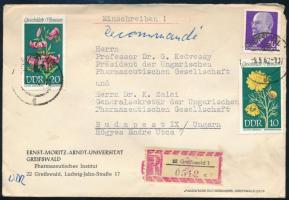 Einschreiben !
Recommandé
Herrn
Professor Dr. G. Kedvessy
Präsident der Ungarischen
Pharmazeutischen Gesellschaft
und
Herrn Dr. K. Zalai
Generalsekretär der Ungarischen
Pharmazeutischen Gesellschaft
Budapest IX/ Ungarn
Högyes Endre Utca
Geschützte Pflanzen
DDR 20
DDR
DDR 10
ERNST-MORITZ-ARNDT-UNIVERSITÄT
GREIFSWALD
Pharmazeutisches Institut
22 Greifswald, Ludwig-Jahn-Straße 17
R
22 Greifswald 1